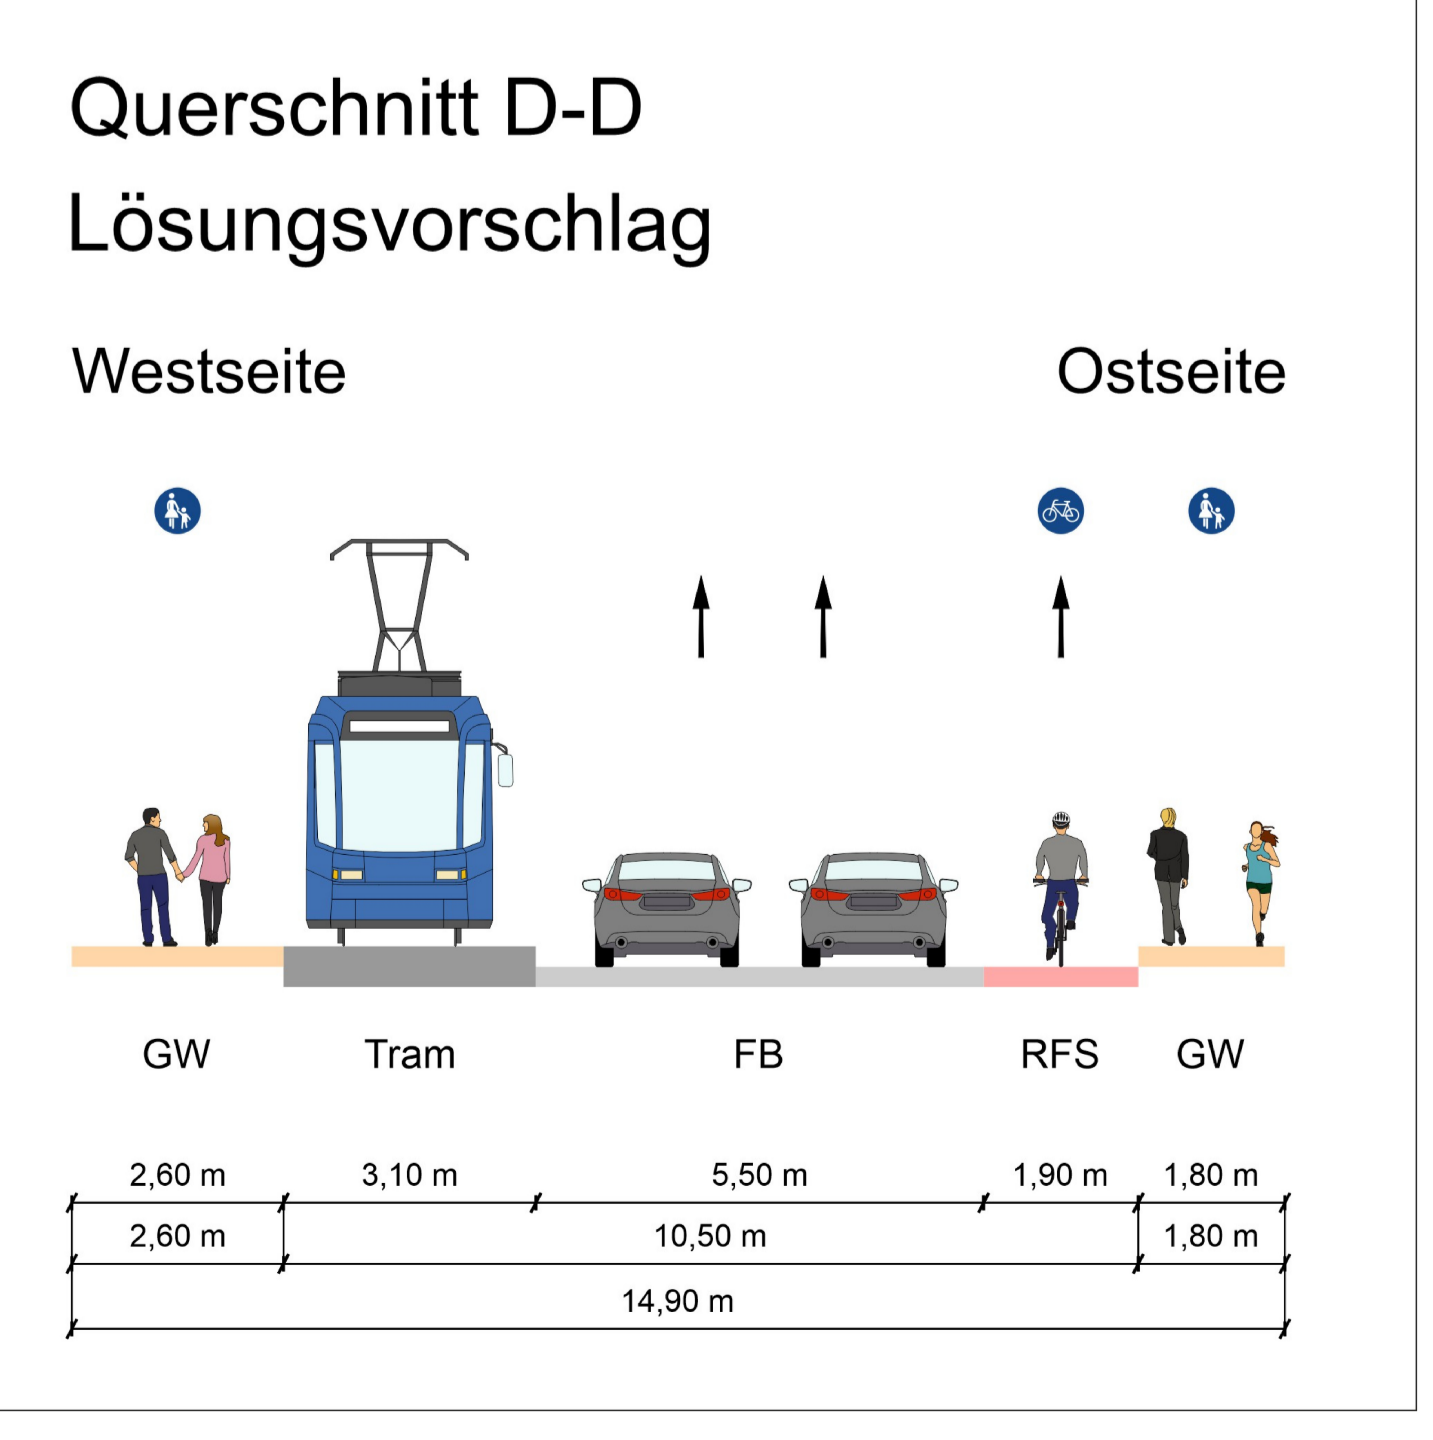 Querschnitt D-D
Lösungsvorschlag
Westseite Ostseite
GW Tram FB RFS GW
2,60 m 3,10 m 5,50 m 1,90 m 1,80 m
2,60 m 10,50 m 1,80 m
14,90 m